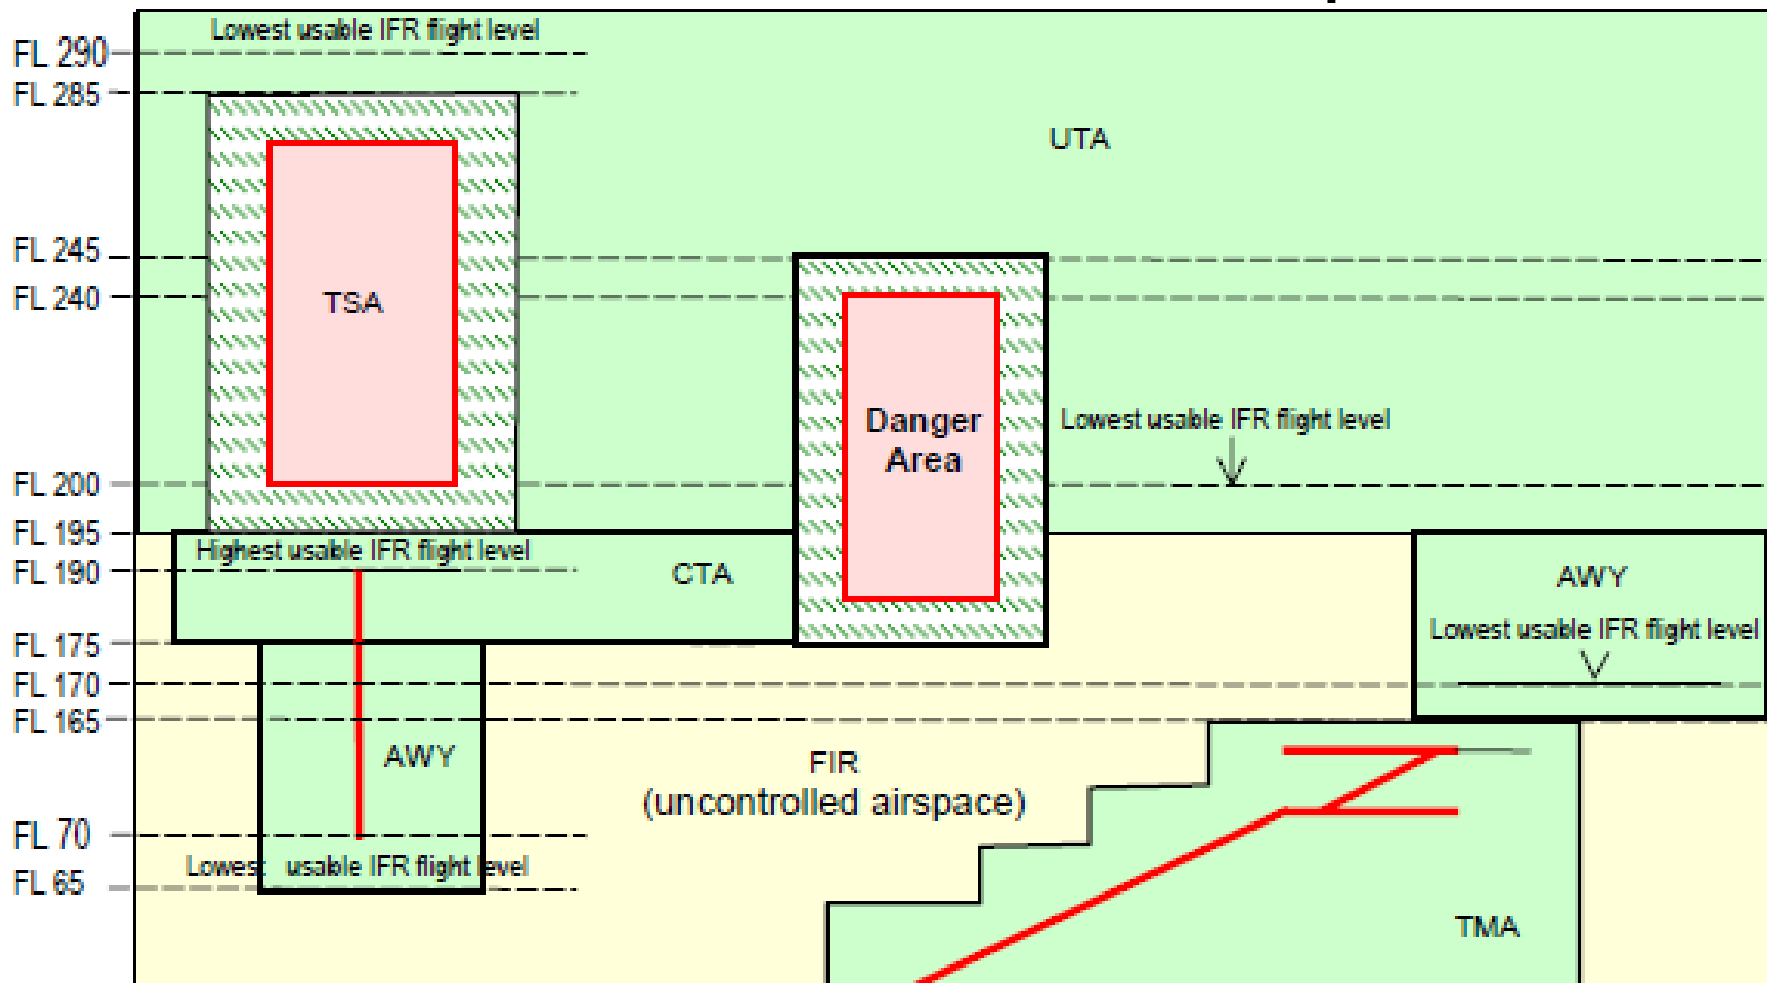 Lowest usable IFR flight level
FL 290
FL 285
UTA
FL 245
FL 240
TSA
Danger
Area
Lowest usable IFR flight level
FL 200
FL 195
Highest usable IFR flight level
FL 190
CTA
AWY
Lowest usable IFR flight level
FL 175
FL 170
FL 165
AWY
FIR
(uncontrolled airspace)
FL 70
Lowest usable IFR flight level
FL 65
TMA